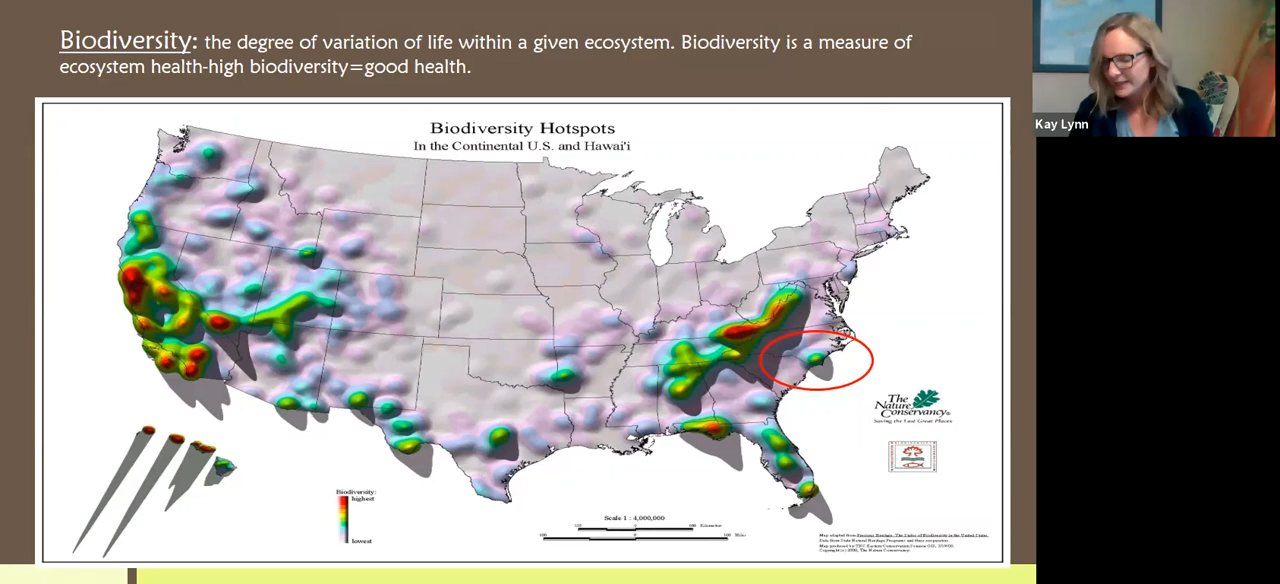 Biodiversity: the degree of variation of life within a given ecosystem. Biodiversity is a measure of
ecosystem health-high biodiversity=good health.
Kay Lynn
Biodiversity Hotspots
In the Continental U.S. and Hawai'i
The
Nature
Conservancy®
Saving the Last Great Places
Biodiversity:
highest
lowest
Scale 1 : 4,000,000
Kilometers
Miles